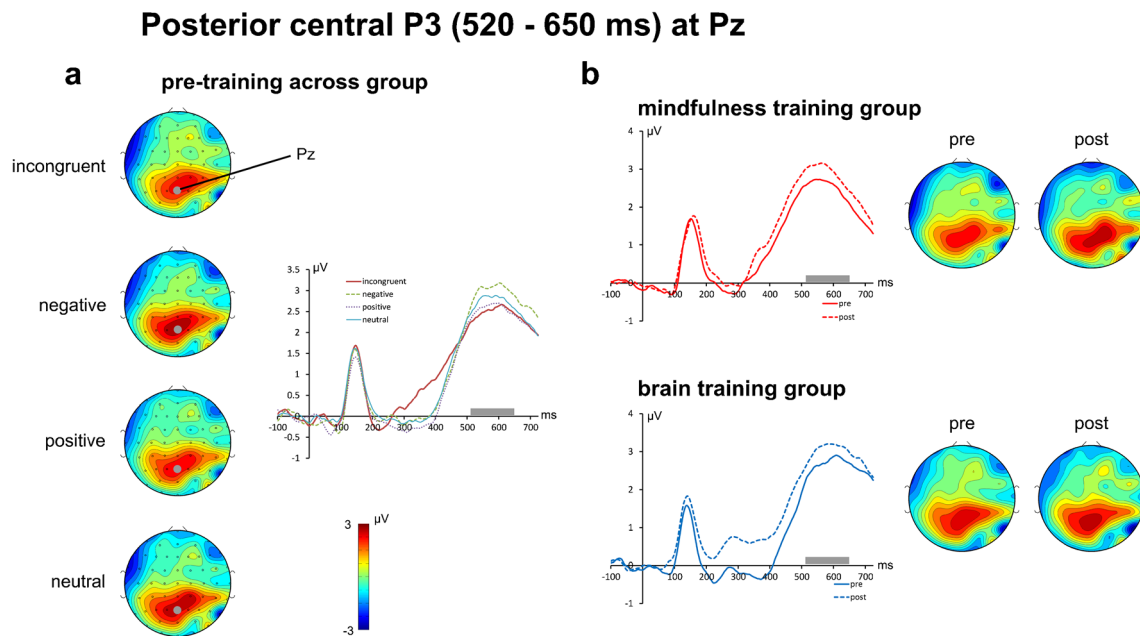 Posterior central P3 (520 - 650 ms) at Pz
a
pre-training across group
incongruent
Pz
negative
positive
neutral
µV
3.5
3
2.5
2
1.5
1
0.5
0
-0.5
-1
incongruent
negative
positive
neutral
-100 0 100 200 300 400 500 600 700
ms
3 µV
-3
b
mindfulness training group
µV
4
3
2
1
0
-1
-100 0 100 200 300 400 500 600 700
ms
pre
post
pre post
brain training group
µV
4
3
2
1
0
-1
-100 0 100 200 300 400 500 600 700
ms
pre
post
pre post